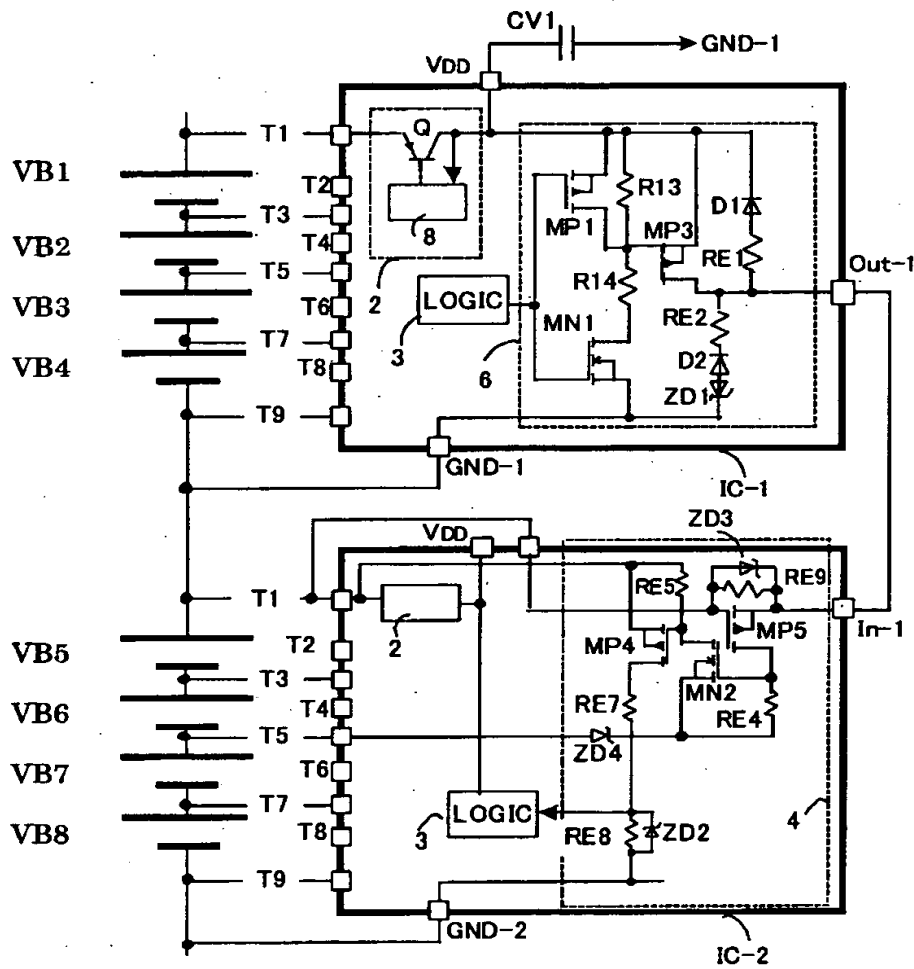 CV1
GND-1
VDD
T1
Q
VB1
T2
R13
D1
T3
MP1
MP3
8
RE1
VB2
T4
Out-1
T5
2
R14
RE2
VB3
LOGIC
T6
MN1
3
D2
6
T7
ZD1
VB4
T8
T9
GND-1
IC-1
ZD3
VDD
RE9
RE5
T1
In-1
2
MP4
MP5
VB5
T2
T3
MN2
RE4
VB6
T4
RE7
T5
ZD4
VB7
T6
T7
LOGIC
4
VB8
T8
3
RE8
ZD2
T9
GND-2
IC-2